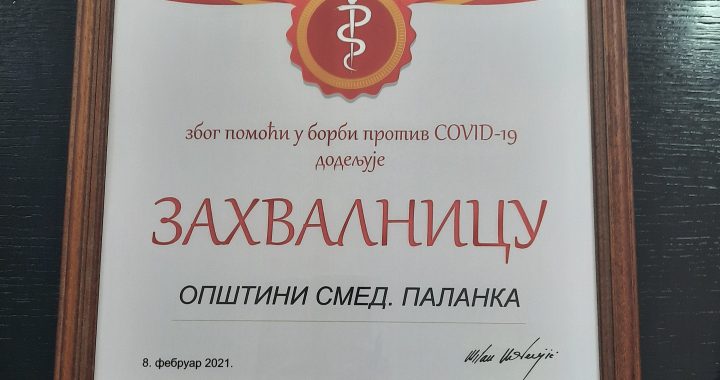 због помоћи у борби против COVID-19
додељује
ЗАХВАЛНИЦУ
ОПШТИНИ СМЕД. ПАЛАНКА
8. фебруар 2021.